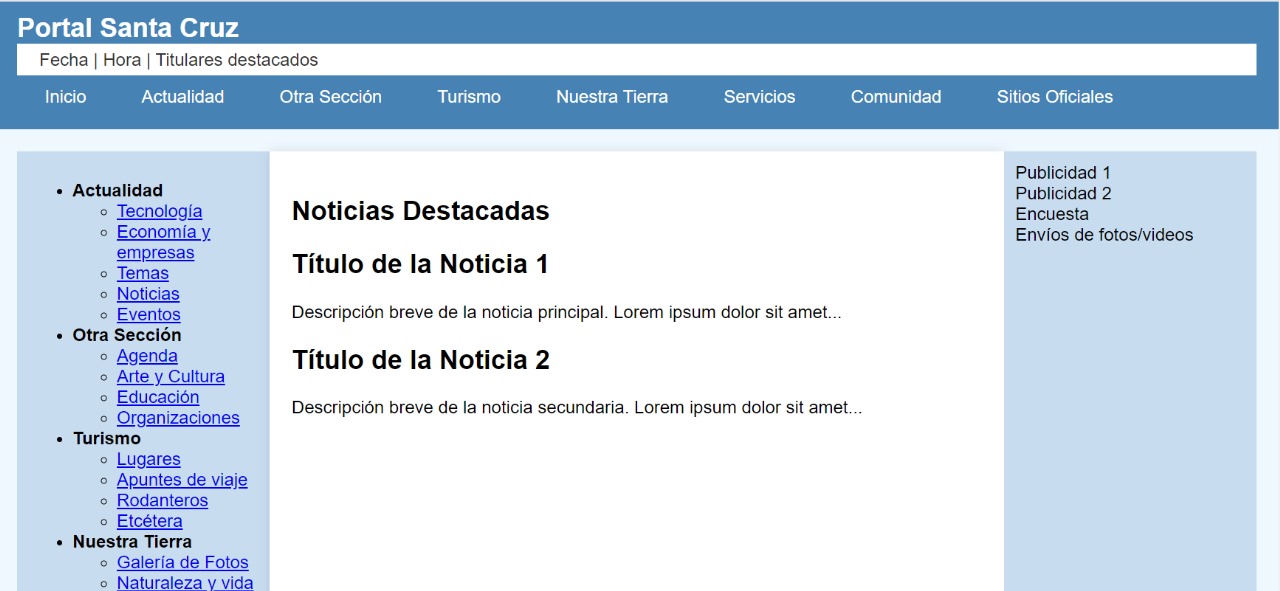 Portal Santa Cruz
Fecha | Hora | Titulares destacados
Inicio Actualidad Otra Sección Turismo Nuestra Tierra Servicios Comunidad Sitios Oficiales
Actualidad
Tecnología
Economía y
empresas
Temas
Noticias
Eventos
Otra Sección
Agenda
Arte y Cultura
Educación
Organizaciones
Turismo
Lugares
Apuntes de viaje
Rodanteros
Etcétera
Nuestra Tierra
Galería de Fotos
Naturaleza y vida
Noticias Destacadas
Título de la Noticia 1
Descripción breve de la noticia principal. Lorem ipsum dolor sit amet...
Título de la Noticia 2
Descripción breve de la noticia secundaria. Lorem ipsum dolor sit amet...
Publicidad 1
Publicidad 2
Encuesta
Envíos de fotos/videos